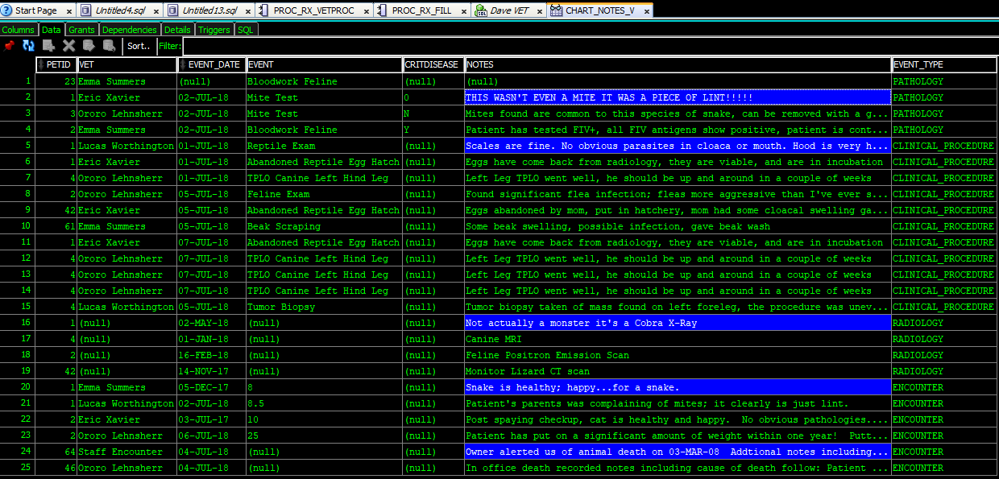 Start Page Untitled4.sql Untitled13.sql PROC_RX_VETPROC PROC_RX_FILL Dave VET CHART_NOTES_V
Columns Data Grants Dependencies Details Triggers SQL
Sort.. Filter:
PETID VET EVENT_DATE EVENT CRITDISEASE NOTES EVENT_TYPE
1 23 Emma Summers (null) Bloodwork Feline (null) (null) PATHOLOGY
2 1 Eric Xavier 02-JUL-18 Mite Test 0 THIS WASN'T EVEN A MITE IT WAS A PIECE OF LINT!!!!! PATHOLOGY
3 3 Ororo Lehnsherr 02-JUL-18 Mite Test N Mites found are common to this species of snake, can be removed with a g... PATHOLOGY
4 2 Emma Summers 02-JUL-18 Bloodwork Feline Y Patient has tested FIV+, all FIV antigens show positive, patient is cont... PATHOLOGY
5 1 Lucas Worthington 01-JUL-18 Reptile Exam (null) Scales are fine. No obvious parasites in cloaca or mouth. Hood is very h... CLINICAL_PROCEDURE
6 1 Eric Xavier 01-JUL-18 Abandoned Reptile Egg Hatch (null) Eggs have come back from radiology, they are viable, and are in incubation CLINICAL_PROCEDURE
7 4 Ororo Lehnsherr 01-JUL-18 TPLO Canine Left Hind Leg (null) Left Leg TPLO went well, he should be up and around in a couple of weeks CLINICAL_PROCEDURE
8 2 Ororo Lehnsherr 05-JUL-18 Feline Exam (null) Found significant flea infection; fleas more aggressive than I've ever s... CLINICAL_PROCEDURE
9 42 Eric Xavier 05-JUL-18 Abandoned Reptile Egg Hatch (null) Eggs abandoned by mom, put in hatchery, mom had some cloacal swelling ga... CLINICAL_PROCEDURE
10 61 Emma Summers 05-JUL-18 Beak Scraping (null) Some beak swelling, possible infection, gave beak wash CLINICAL_PROCEDURE
11 1 Eric Xavier 07-JUL-18 Abandoned Reptile Egg Hatch (null) Eggs have come back from radiology, they are viable, and are in incubation CLINICAL_PROCEDURE
12 4 Ororo Lehnsherr 07-JUL-18 TPLO Canine Left Hind Leg (null) Left Leg TPLO went well, he should be up and around in a couple of weeks CLINICAL_PROCEDURE
13 4 Ororo Lehnsherr 07-JUL-18 TPLO Canine Left Hind Leg (null) Left Leg TPLO went well, he should be up and around in a couple of weeks CLINICAL_PROCEDURE
14 4 Ororo Lehnsherr 07-JUL-18 TPLO Canine Left Hind Leg (null) Left Leg TPLO went well, he should be up and around in a couple of weeks CLINICAL_PROCEDURE
15 4 Lucas Worthington 05-JUL-18 Tumor Biopsy (null) Tumor biopsy taken of mass found on left foreleg, the procedure was unev... CLINICAL_PROCEDURE
16 1 (null) 02-MAY-18 (null) (null) Not actually a monster it's a Cobra X-Ray RADIOLOGY
17 4 (null) 01-JAN-18 (null) (null) Canine MRI RADIOLOGY
18 2 (null) 16-FEB-18 (null) (null) Feline Positron Emission Scan RADIOLOGY
19 42 (null) 14-NOV-17 (null) (null) Monitor Lizard CT scan RADIOLOGY
20 1 Emma Summers 05-DEC-17 8 (null) Snake is healthy; happy...for a snake. ENCOUNTER
21 1 Lucas Worthington 02-JUL-18 8.5 (null) Patient's parents was complaining of mites; it clearly is just lint. ENCOUNTER
22 2 Eric Xavier 03-JUL-17 10 (null) Post spaying checkup, cat is healthy and happy. No obvious pathologies.... ENCOUNTER
23 2 Ororo Lehnsherr 06-JUL-18 25 (null) Patient has put on a significant amount of weight within one year! Putt... ENCOUNTER
24 64 Staff Encounter 04-JUL-18 (null) (null) Owner alerted us of animal death on 03-MAR-08 Addtional notes including... ENCOUNTER
25 46 Ororo Lehnsherr 04-JUL-18 (null) (null) In office death recorded notes including cause of death follow: Patient ... ENCOUNTER